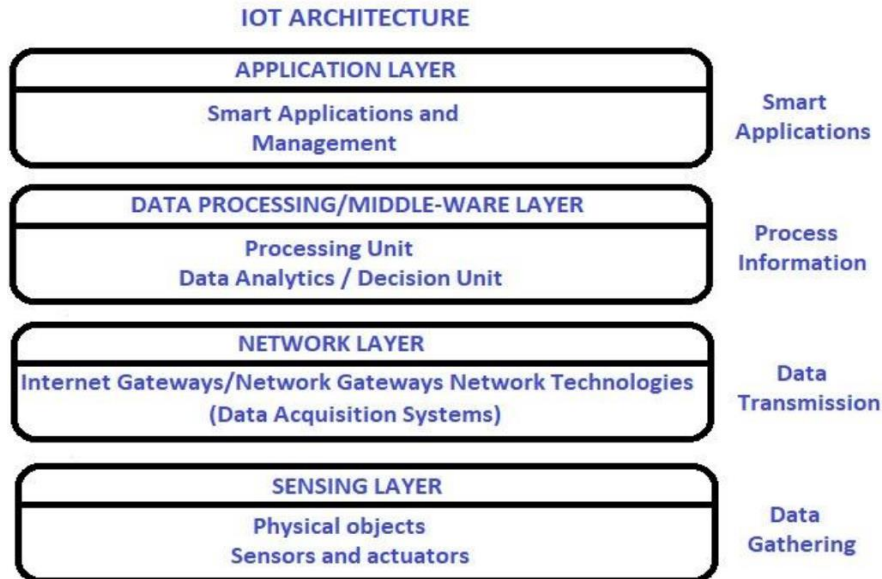 IOT ARCHITECTURE
APPLICATION LAYER
Smart Applications and
Management
Smart
Applications
DATA PROCESSING/MIDDLE-WARE LAYER
Processing Unit
Data Analytics / Decision Unit
Process
Information
NETWORK LAYER
Internet Gateways/Network Gateways Network Technologies
(Data Acquisition Systems)
Data
Transmission
SENSING LAYER
Physical objects
Sensors and actuators
Data
Gathering